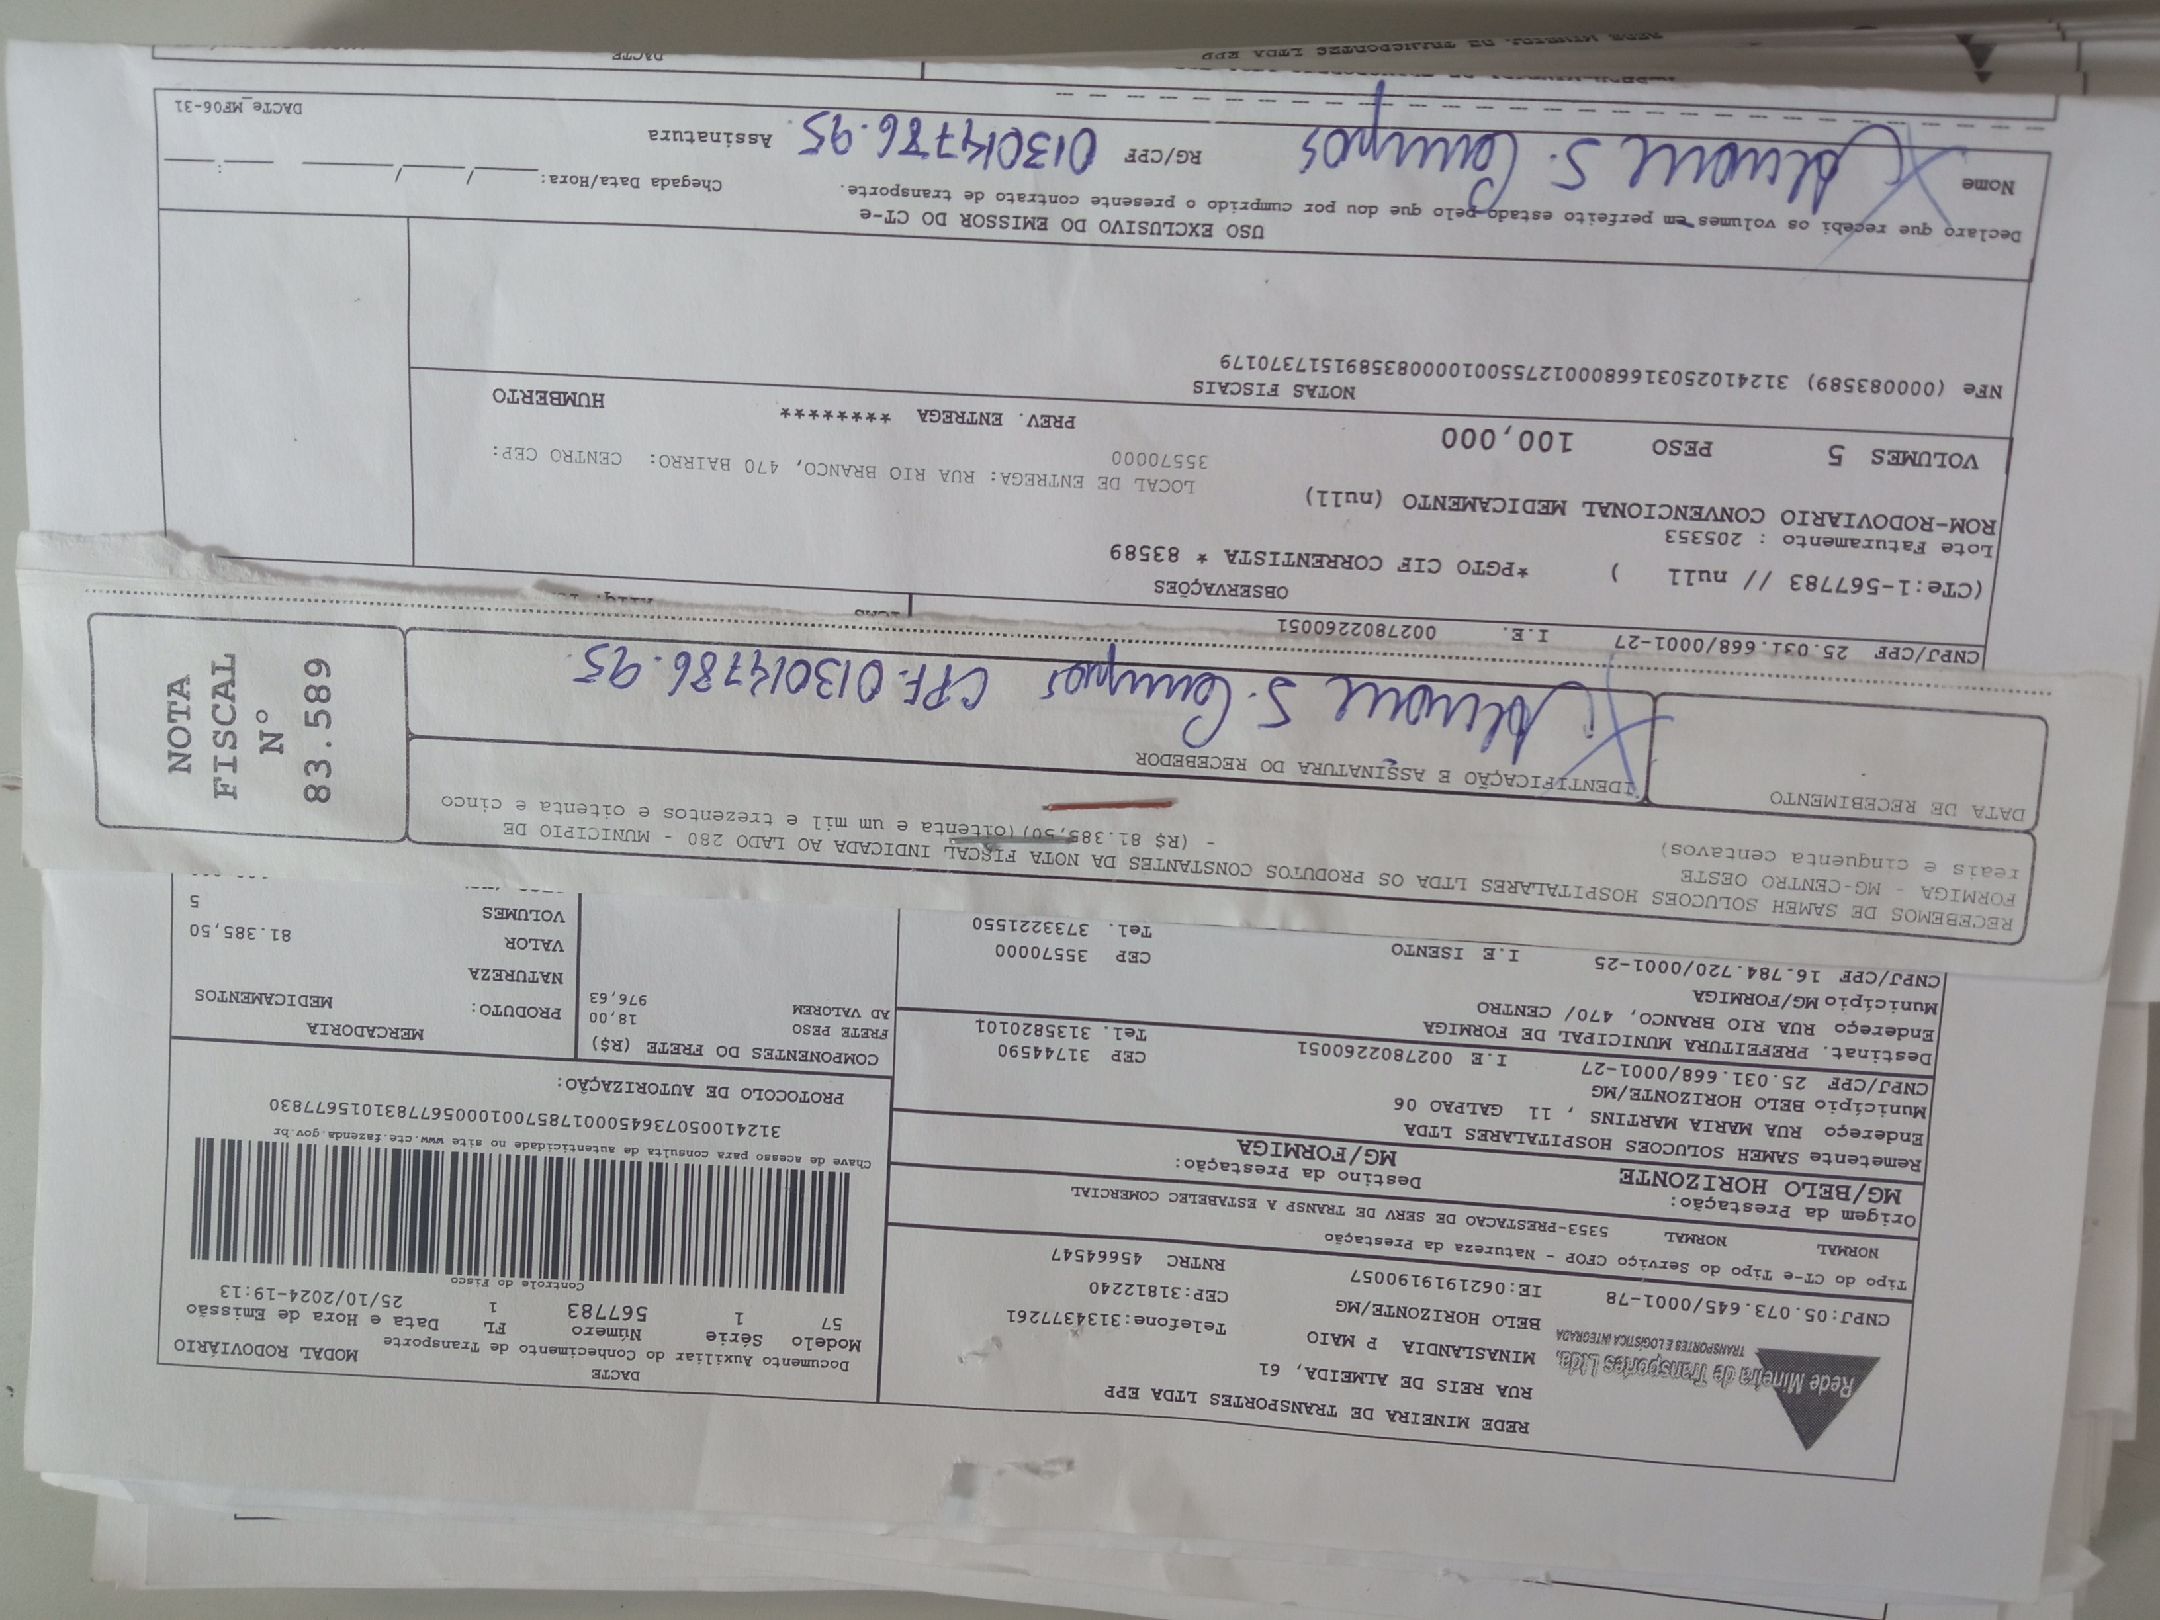 REDE MINEIRA DE TRANSPORTES LTDA EPP
RUA REIS DE ALMEIDA, 61
MINASLANDIA P MAIO Telefone:3134377261
BELO HORIZONTE/MG CEP:31812240
Rede Mineira de Transportes Ltda.
TRANSPORTES E LOGÍSTICA INTEGRADA
CNPJ:05.073.645/0001-78 IE:0621919190057 RNTRC 45664547
DACTE
Documento Auxiliar do Conhecimento de Transporte MODAL RODOVIÁRIO
Modelo Série Número FL Data e Hora de Emissão
57 1 567783 1 25/10/2024-19:13
Controle do Fisco
Chave de acesso para consulta de autenticidade no site www.cte.fazenda.gov.br
31241005073645000178570010005677831015677830
PROTOCOLO DE AUTORIZAÇÃO:
Tipo do CT-e Tipo do Serviço CFOP - Natureza da Prestação
NORMAL NORMAL 5353-PRESTACAO DE SERV DE TRANSP A ESTABELEC COMERCIAL
Origem da Prestação: Destino da Prestação:
MG/BELO HORIZONTE MG/FORMIGA
Remetente SAMEH SOLUCOES HOSPITALARES LTDA
Endereço RUA MARIA MARTINS , 11 GALPAO 06
Município BELO HORIZONTE/MG CEP 31744590
CNPJ/CPF 25.031.668/0001-27 I.E 0027802260051 Tel. 3135820101
Destinat. PREFEITURA MUNICIPAL DE FORMIGA
Endereço RUA RIO BRANCO, 470/ CENTRO
Município MG/FORMIGA CEP 35570000
CNPJ/CPF 16.784.720/0001-25 I.E ISENTO Tel. 3733221550
COMPONENTES DO FRETE (R$)
FRETE PESO 18,00
AD VALOREM 976,63
MERCADORIA
PRODUTO: MEDICAMENTOS
NATUREZA
VALOR 81.385,50
VOLUMES 5
RECEBEMOS DE SAMEH SOLUCOES HOSPITALARES LTDA OS PRODUTOS CONSTANTES DA NOTA FISCAL INDICADA AO LADO 280 - MUNICIPIO DE
FORMIGA - MG-CENTRO OESTE - (R$ 81.385,50)(oitenta e um mil e trezentos e oitenta e cinco
reais e cinquenta centavos)
DATA DE RECEBIMENTO
IDENTIFICAÇÃO E ASSINATURA DO RECEBEDOR
S. Campos CPF. 013014786.95
NOTA
FISCAL
N°
83.589
CNPJ/CPF 25.031.668/0001-27 I.E. 0027802260051
OBSERVAÇÕES
(CTe:1-567783 // null ) *PGTO CIF CORRENTISTA * 83589
Lote Faturamento : 205353
ROM-RODOVIARIO CONVENCIONAL MEDICAMENTO (null)
LOCAL DE ENTREGA: RUA RIO BRANCO, 470 BAIRRO: CENTRO CEP:
35570000
VOLUMES 5 PESO 100,000
PREV. ENTREGA ******** HUMBERTO
NOTAS FISCAIS
NFe (000083589) 31241025031668000127550010000835891517370179
USO EXCLUSIVO DO EMISSOR DO CT-e
Declaro que recebi os volumes em perfeito estado pelo que dou por cumprido o presente contrato de transporte.
Chegada Data/Hora: ____/____/____ __:__
Nome S. Campos RG/CPF 013014786.95 Assinatura
DACTe_MF06-31
DACTE